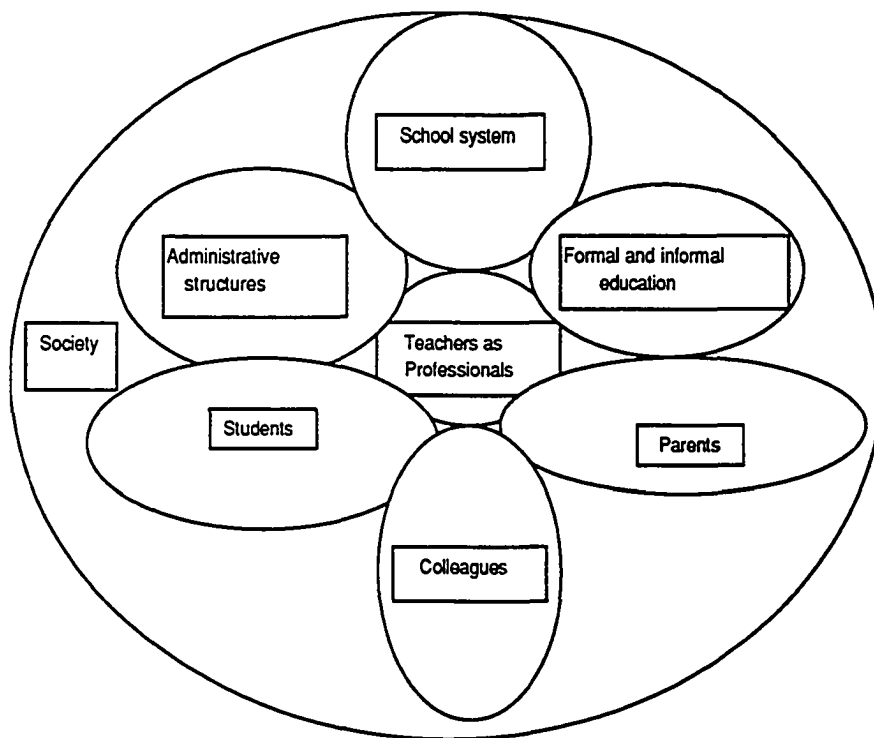 School system
Administrative
structures
Formal and informal
education
Society
Teachers as
Professionals
Students
Parents
Colleagues